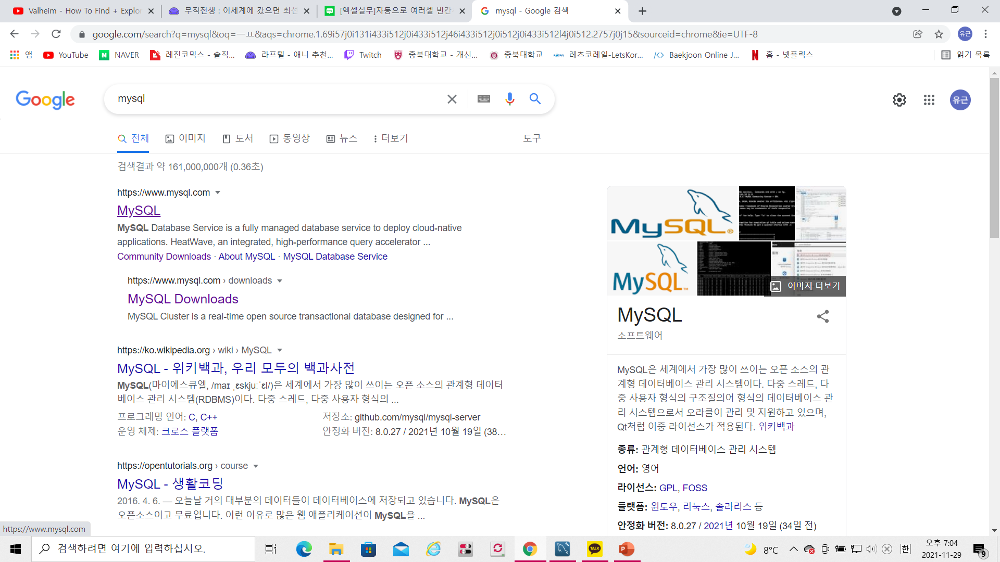 Valheim - How To Find + Explor
무직전생 : 이세계에 갔으면 최선
[엑셀실무]자동으로 여러셀 빈칸
mysql - Google 검색
google.com/search?q=mysql&oq=ㅡㅛ&aqs=chrome.1.69i57j0i131i433i512j0i433i512j46i433i512j0i512j0i433i512l4j0i512.2757j0j15&sourceid=chrome&ie=UTF-8
유근
앱
YouTube
NAVER
레진코믹스 - 솔직...
라프텔 - 애니 추천...
Twitch
충북대학교 - 개신...
충북대학교
레츠코레일-LetsKor...
Baekjoon Online J...
홈 - 넷플릭스
읽기 목록
Google
mysql
유근
전체
이미지
도서
동영상
뉴스
더보기
도구
검색결과 약 161,000,000개 (0.36초)
https://www.mysql.com
MySQL
MySQL Database Service is a fully managed database service to deploy cloud-native
applications. HeatWave, an integrated, high-performance query accelerator ...
Community Downloads · About MySQL · MySQL Database Service
https://www.mysql.com › downloads
MySQL Downloads
MySQL Cluster is a real-time open source transactional database designed for ...
https://ko.wikipedia.org › wiki › MySQL
MySQL - 위키백과, 우리 모두의 백과사전
MySQL(마이에스큐엘, /maɪ ˌɛskjuːˈɛl/)은 세계에서 가장 많이 쓰이는 오픈 소스의 관계형 데이터
베이스 관리 시스템(RDBMS)이다. 다중 스레드, 다중 사용자 형식의 ...
프로그래밍 언어: C, C++
저장소: github.com/mysql/mysql-server
운영 체제: 크로스 플랫폼
안정화 버전: 8.0.27 / 2021년 10월 19일 (38...
https://opentutorials.org › course
MySQL - 생활코딩
2016. 4. 6. — 오늘날 거의 대부분의 데이터들이 데이터베이스에 저장되고 있습니다. MySQL은
오픈소스이고 무료입니다. 이런 이유로 많은 웹 애플리케이션이 MySQL을 ...
https://www.mysql.com
MySQL®
MySQL™
이미지 더보기
MySQL
소프트웨어
MySQL은 세계에서 가장 많이 쓰이는 오픈 소스의 관
계형 데이터베이스 관리 시스템이다. 다중 스레드, 다
중 사용자 형식의 구조질의어 형식의 데이터베이스 관
리 시스템으로서 오라클이 관리 및 지원하고 있으며,
Qt처럼 이중 라이선스가 적용된다. 위키백과
종류: 관계형 데이터베이스 관리 시스템
언어: 영어
라이선스: GPL, FOSS
플랫폼: 윈도우, 리눅스, 솔라리스 등
안정화 버전: 8.0.27 / 2021년 10월 19일 (34일 전)
검색하려면 여기에 입력하십시오.
TALK
8°C
한
오후 7:04
2021-11-29
9